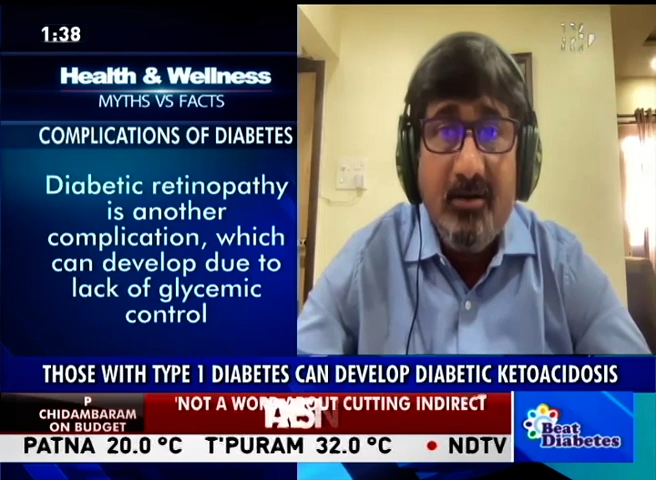 1:38
Health & Wellness
MYTHS VS FACTS
COMPLICATIONS OF DIABETES
Diabetic retinopathy
is another
complication, which
can develop due to
lack of glycemic
control
THOSE WITH TYPE 1 DIABETES CAN DEVELOP DIABETIC KETOACIDOSIS
P
CHIDAMBARAM
ON BUDGET
'NOT A WORD ABOUT CUTTING INDIRECT
PATNA 20.0 °C T'PURAM 32.0 °C • NDTV
Beat
Diabetes